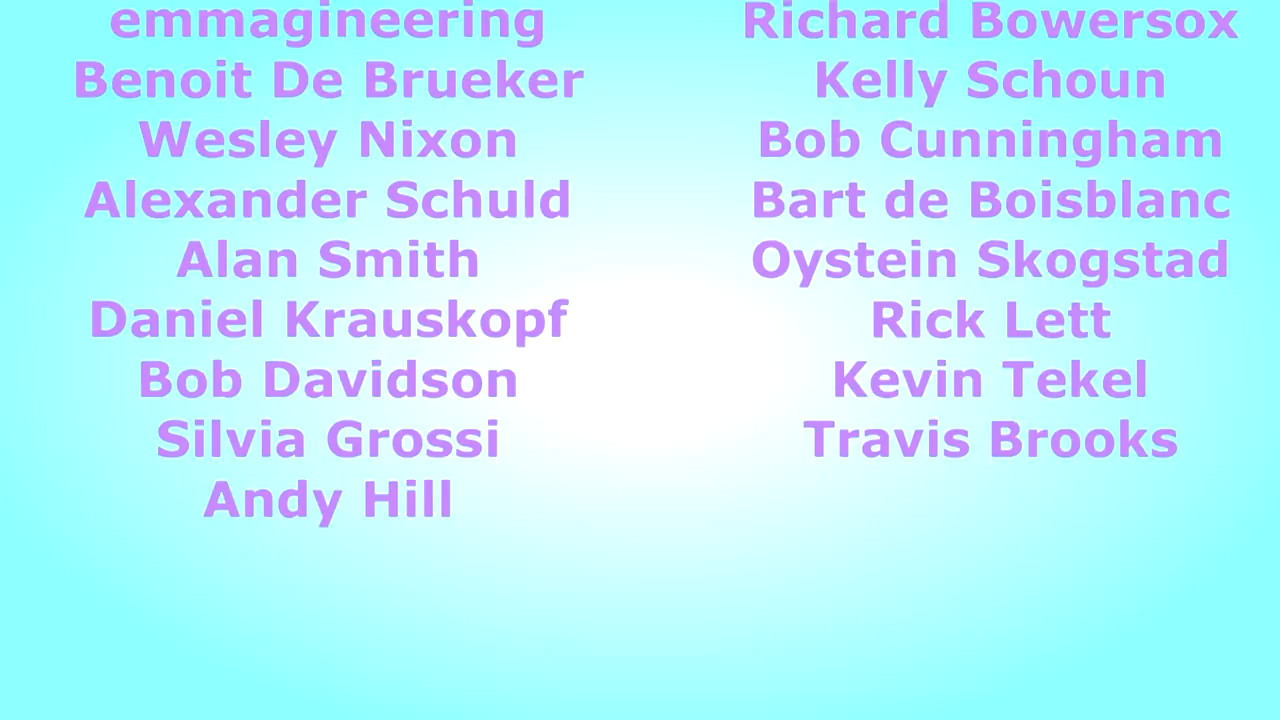 emmagineering
Benoit De Brueker
Wesley Nixon
Alexander Schuld
Alan Smith
Daniel Krauskopf
Bob Davidson
Silvia Grossi
Andy Hill
Richard Bowersox
Kelly Schoun
Bob Cunningham
Bart de Boisblanc
Oystein Skogstad
Rick Lett
Kevin Tekel
Travis Brooks